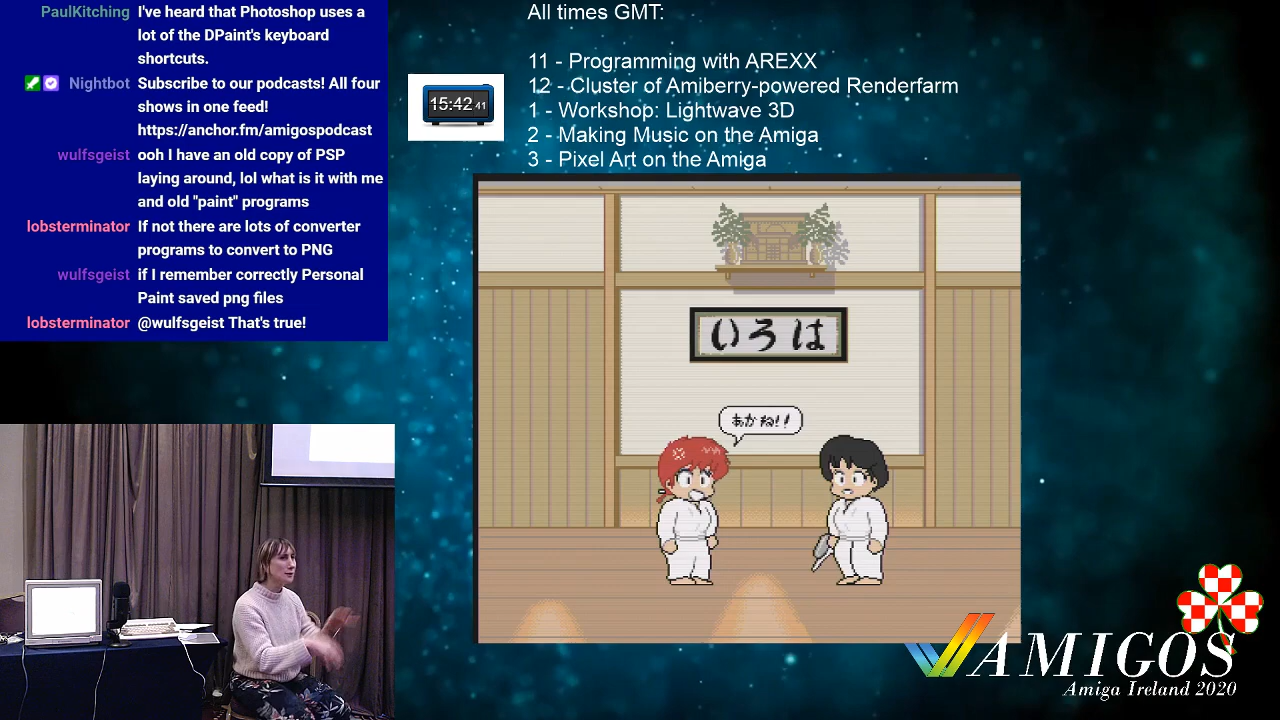 PaulKitching I've heard that Photoshop uses a
lot of the DPaint's keyboard
shortcuts.
Nightbot Subscribe to our podcasts! All four
shows in one feed!
https://anchor.fm/amigospodcast
wulfsgeist ooh I have an old copy of PSP
laying around, lol what is it with me
and old "paint" programs
lobsterminator If not there are lots of converter
programs to convert to PNG
wulfsgeist if I remember correctly Personal
Paint saved png files
lobsterminator @wulfsgeist That's true!
15:42 41
All times GMT:
11 - Programming with AREXX
12 - Cluster of Amiberry-powered Renderfarm
1 - Workshop: Lightwave 3D
2 - Making Music on the Amiga
3 - Pixel Art on the Amiga
いろは
あかね!!
AMIGOS
Amiga Ireland 2020